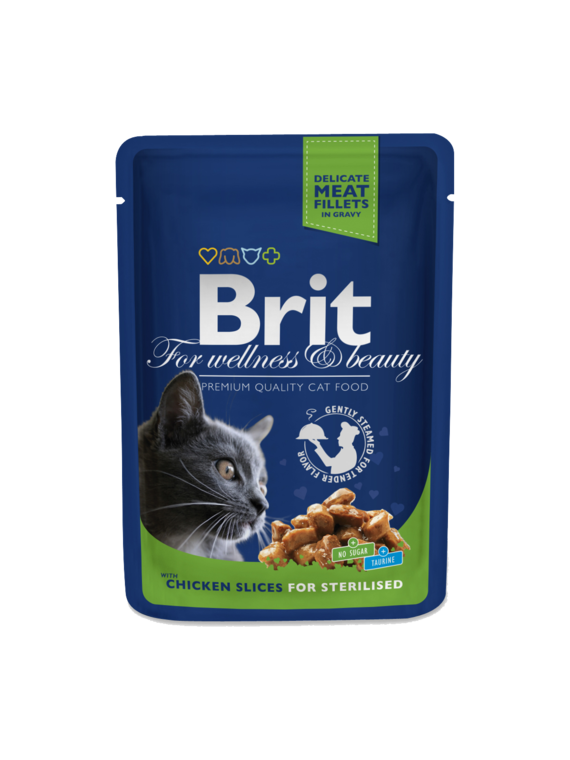 DELICATE
MEAT
FILLETS
IN GRAVY
Brit
For wellness & beauty
PREMIUM QUALITY CAT FOOD
GENTLY STEAMED FOR TENDER FLAVOR
+
NO SUGAR
+
TAURINE
WITH
CHICKEN SLICES FOR STERILISED